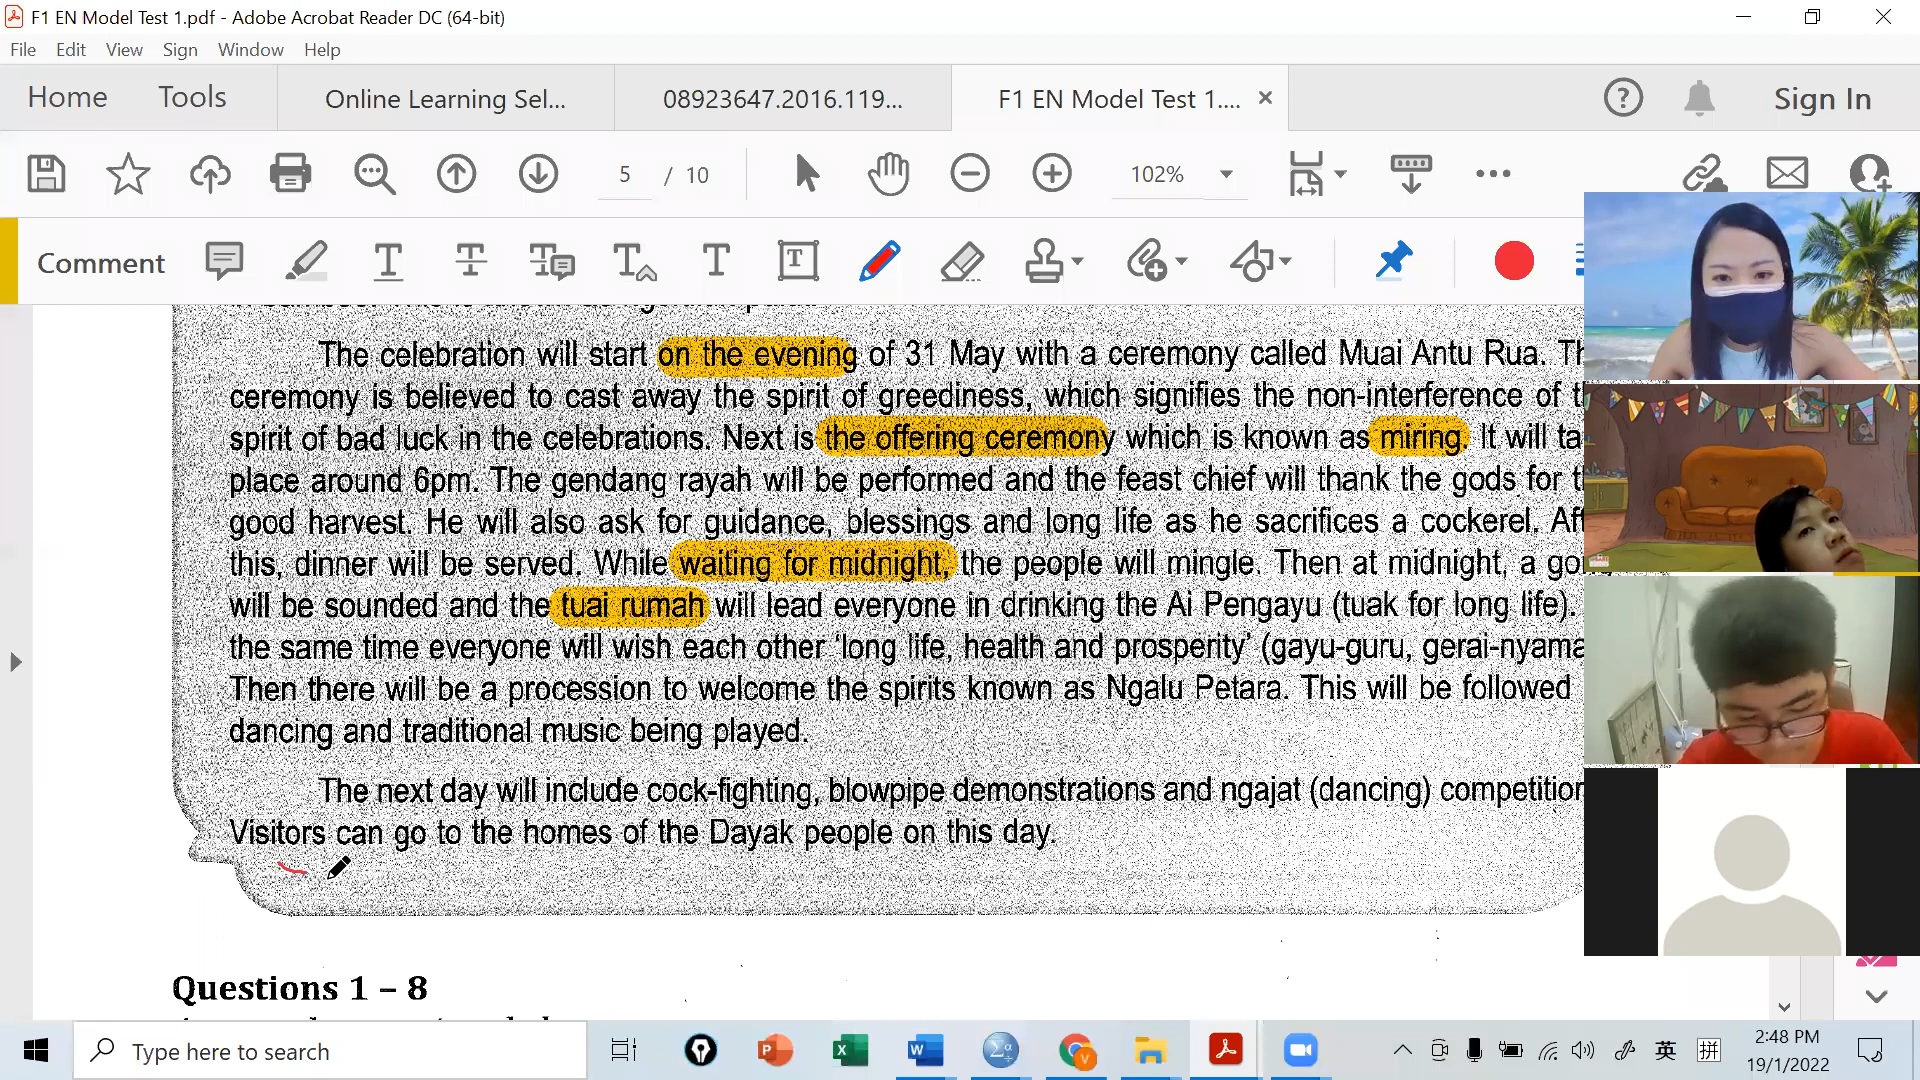 F1 EN Model Test 1.pdf - Adobe Acrobat Reader DC (64-bit)
File Edit View Sign Window Help
Home Tools Online Learning Sel... 08923647.2016.119... F1 EN Model Test 1.... Sign In
5 / 10 102%
Comment
The celebration will start on the evening of 31 May with a ceremony called Muai Antu Rua.
ceremony is believed to cast away the spirit of greediness, which signifies the non-interference of
spirit of bad luck in the celebrations. Next is the offering ceremony which is known as miring. It will
place around 6pm. The gendang rayah will be performed and the feast chief will thank the gods for
good harvest. He will also ask for guidance, blessings and long life as he sacrifices a cockerel.
this, dinner will be served. While waiting for midnight, the people will mingle. Then at midnight, a
will be sounded and the tuai rumah will lead everyone in drinking the Ai Pengayu (tuak for long life).
the same time everyone will wish each other ‘long life, health and prosperity’ (gayu-guru, gerai-nyama
Then there will be a procession to welcome the spirits known as Ngalu Petara. This will be followed
dancing and traditional music being played.
The next day will include cock-fighting, blowpipe demonstrations and ngajat (dancing)
Visitors can go to the homes of the Dayak people on this day.
Questions 1 – 8
Type here to search
英 拼
2:48 PM
19/1/2022